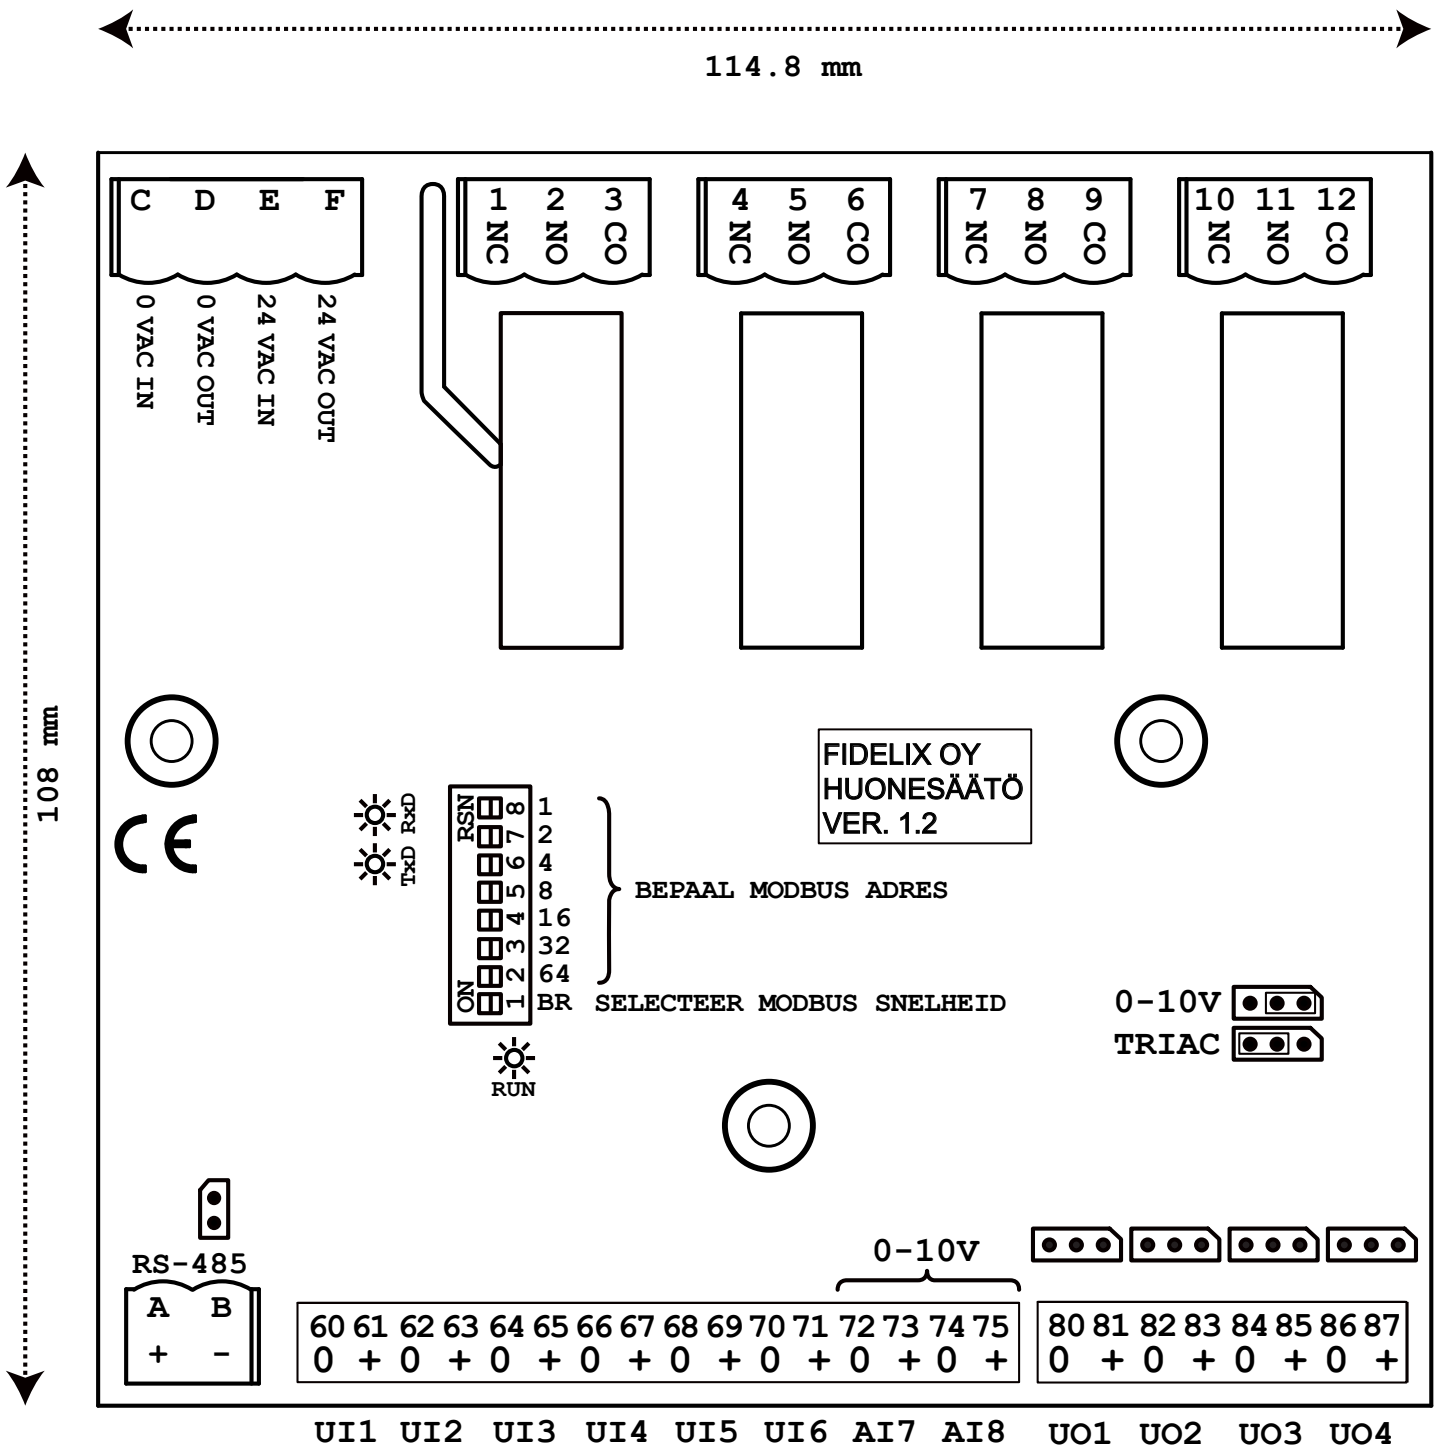 114.8 mm
108 mm
C D E F
0 VAC IN
0 VAC OUT
24 VAC IN
24 VAC OUT
1 2 3
NC NO CO
4 5 6
NC NO CO
7 8 9
NC NO CO
10 11 12
NC NO CO
FIDELIX OY
HUONESÄÄTÖ
VER. 1.2
CE
RxD
TxD
RSN
ON
8 1
7 2
6 4
5 8
4 16
3 32
2 64
1 BR
BEPAAL MODBUS ADRES
SELECTEER MODBUS SNELHEID
RUN
0-10V
TRIAC
RS-485
A B
+ -
0-10V
60 61 62 63 64 65 66 67 68 69 70 71 72 73 74 75
0 + 0 + 0 + 0 + 0 + 0 + 0 + 0 +
80 81 82 83 84 85 86 87
0 + 0 + 0 + 0 +
UI1 UI2 UI3 UI4 UI5 UI6 AI7 AI8 UO1 UO2 UO3 UO4